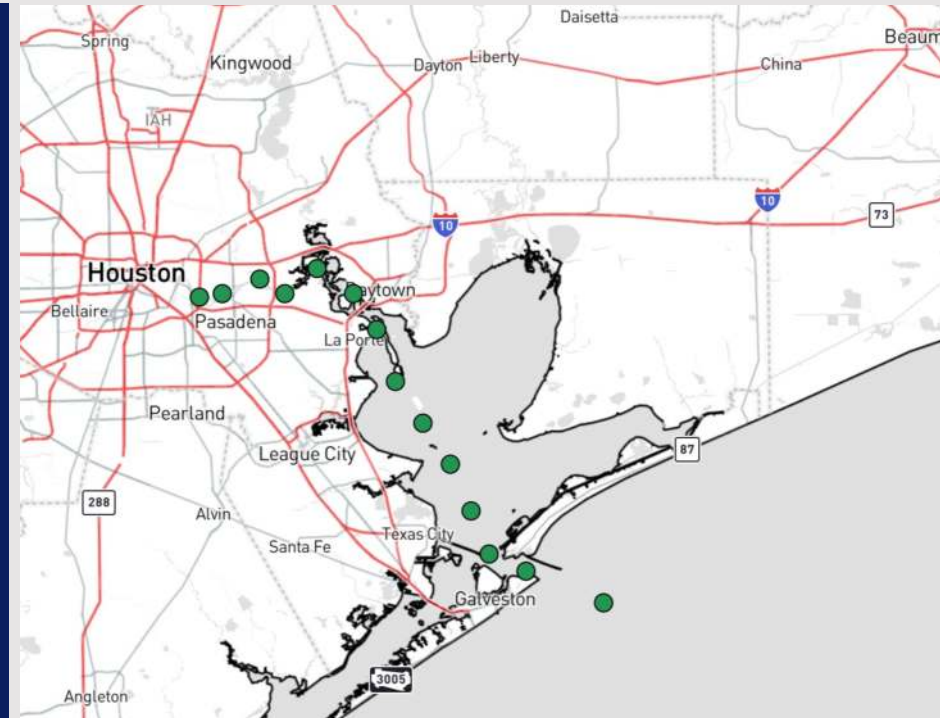 Daisetta
Spring
Beaum
Kingwood
Dayton
Liberty
China
IAH
10
73
10
Houston
Baytown
Bellaire
Pasadena
La Porte
Pearland
League City
87
288
Alvin
Texas City
Santa Fe
Galveston
3005
Angleton